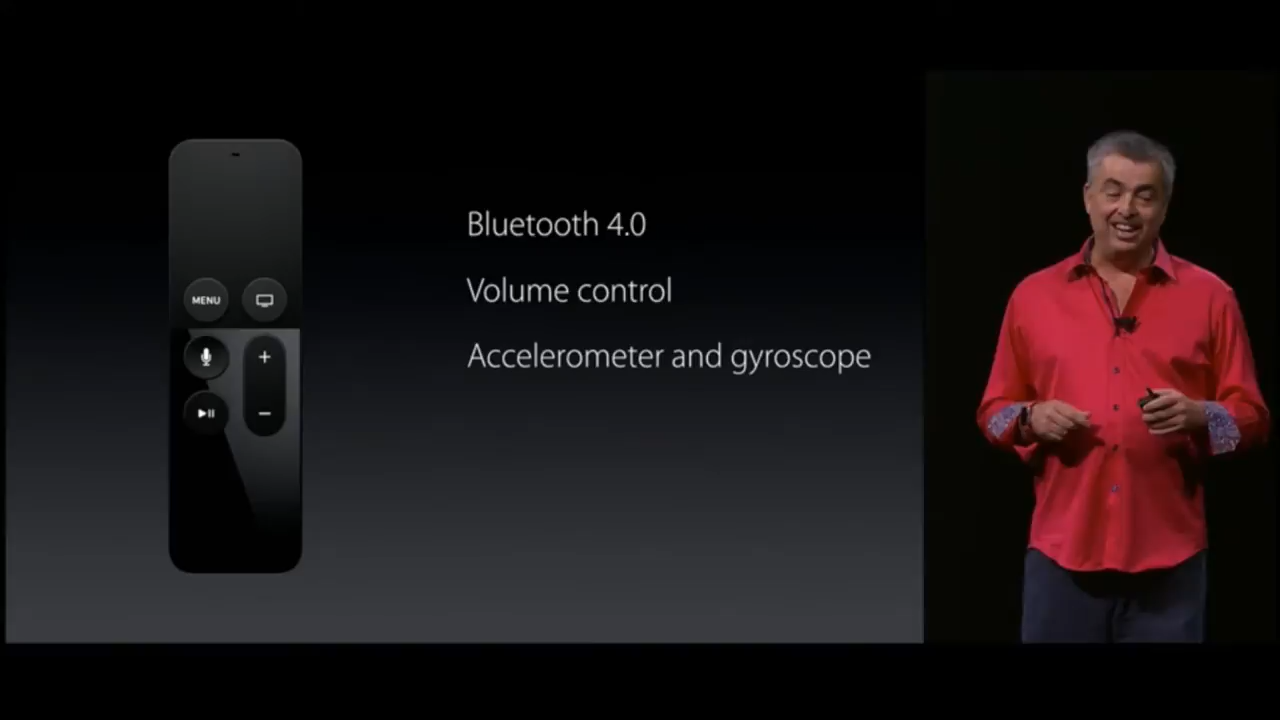 Bluetooth 4.0
Volume control
Accelerometer and gyroscope
MENU
+
−